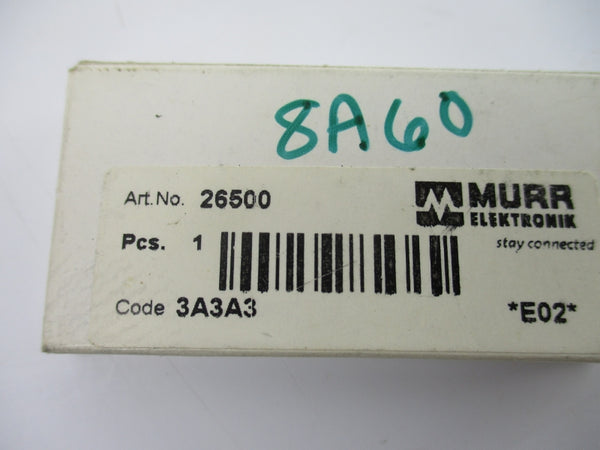 8A60
Art.No. 26500
MURR
ELEKTRONIK
stay connected
Pcs. 1
Code 3A3A3
*E02*